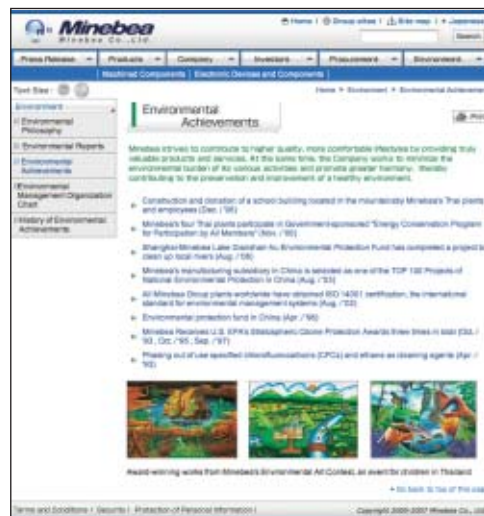 Minebea
Minebea Co., Ltd.
Home | Group sites | Site map | Japanese
Search
Press Release
Products
Company
Investors
Procurement
Environment
Machined Components | Electronic Devices and Components
Text Size
Home > Environment > Environmental Achievements
Environment
Environmental
Philosophy
Environmental Reports
Environmental
Achievements
Environmental
Management Organization
Chart
History of Environmental
Achievements
Environmental
Achievements
Minebea strives to contribute to higher quality, more comfortable lifestyles by providing truly
valuable products and services. At the same time, the Company works to minimize the
environmental burden of its various activities and promote greater harmony, thereby
contributing to the preservation and improvement of a healthy environment.
Construction and donation of a school building located in the mountains by Minebea's Thai
and employees (Dec. /
Minebea's four Thai plants participate in Government-sponsored "Energy Conservation Program
for Participation by All Members" (Nov. /
Shanghai Minebea Lake Dianshan-hu Environmental Protection Fund has completed a project to
clean up local rivers (Aug. /
Minebea's manufacturing subsidiary in China is selected as one of the TOP 100 Projects of
National Environmental Protection in China (Aug. /
All Minebea Group plants worldwide have obtained ISO 14001 certification, the international
standard for environmental management systems (Aug. /
Environmental protection fund in China (Apr. /
Minebea Receives U.S. EPA's Stratospheric Ozone Protection Awards three times in total (Oct. /
'93, Oct. /'95, Sep. /'97)
Phasing out of use specified chlorofluorocarbons (CFCs) and ethane as cleaning agents (Apr. /
'93)
Award-winning works from Minebea's Environmental Art Contest, an event for children in Thailand
Go back to top of this page
Terms and Conditions | Security | Protection of Personal Information |
Copyright 2005-2007 Minebea Co., Ltd.